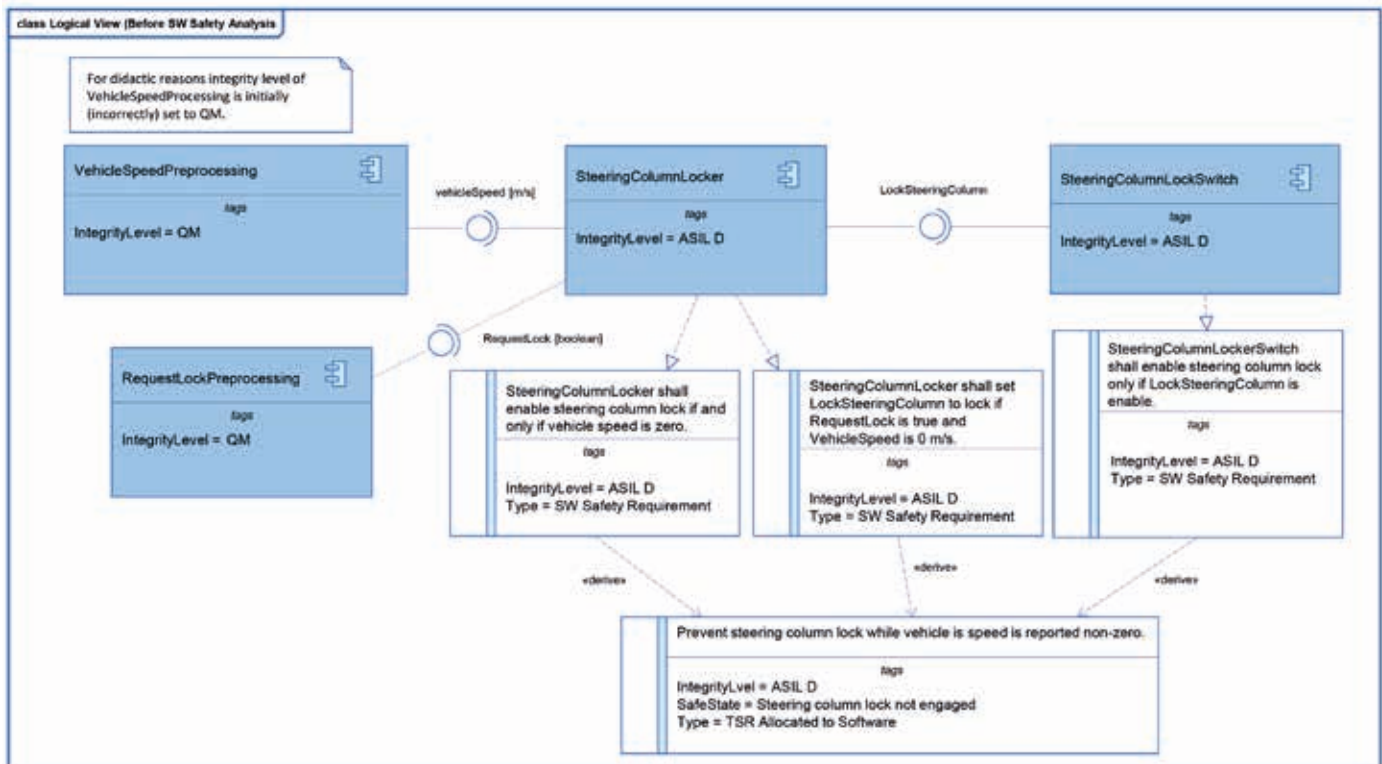 class Logical View (Before SW Safety Analysis
For didactic reasons integrity level of
VehicleSpeedProcessing is initially
(incorrectly) set to QM.
VehicleSpeedPreprocessing
tags
IntegrityLevel = QM
vehicleSpeed [m/s]
SteeringColumnLocker
tags
IntegrityLevel = ASIL D
LockSteeringColumn
SteeringColumnLockSwitch
tags
IntegrityLevel = ASIL D
RequestLock [boolean]
RequestLockPreprocessing
tags
IntegrityLevel = QM
SteeringColumnLocker shall
enable steering column lock if and
only if vehicle speed is zero.
tags
IntegrityLevel = ASIL D
Type = SW Safety Requirement
SteeringColumnLocker shall set
LockSteeringColumn to lock if
RequestLock is true and
VehicleSpeed is 0 m/s.
tags
IntegrityLevel = ASIL D
Type = SW Safety Requirement
SteeringColumnLockerSwitch
shall enable steering column lock
only if LockSteeringColumn is
enable.
tags
IntegrityLevel = ASIL D
Type = SW Safety Requirement
«derive»
«derive»
«derive»
Prevent steering column lock while vehicle is speed is reported non-zero.
tags
IntegrityLvel = ASIL D
SafeState = Steering column lock not engaged
Type = TSR Allocated to Software